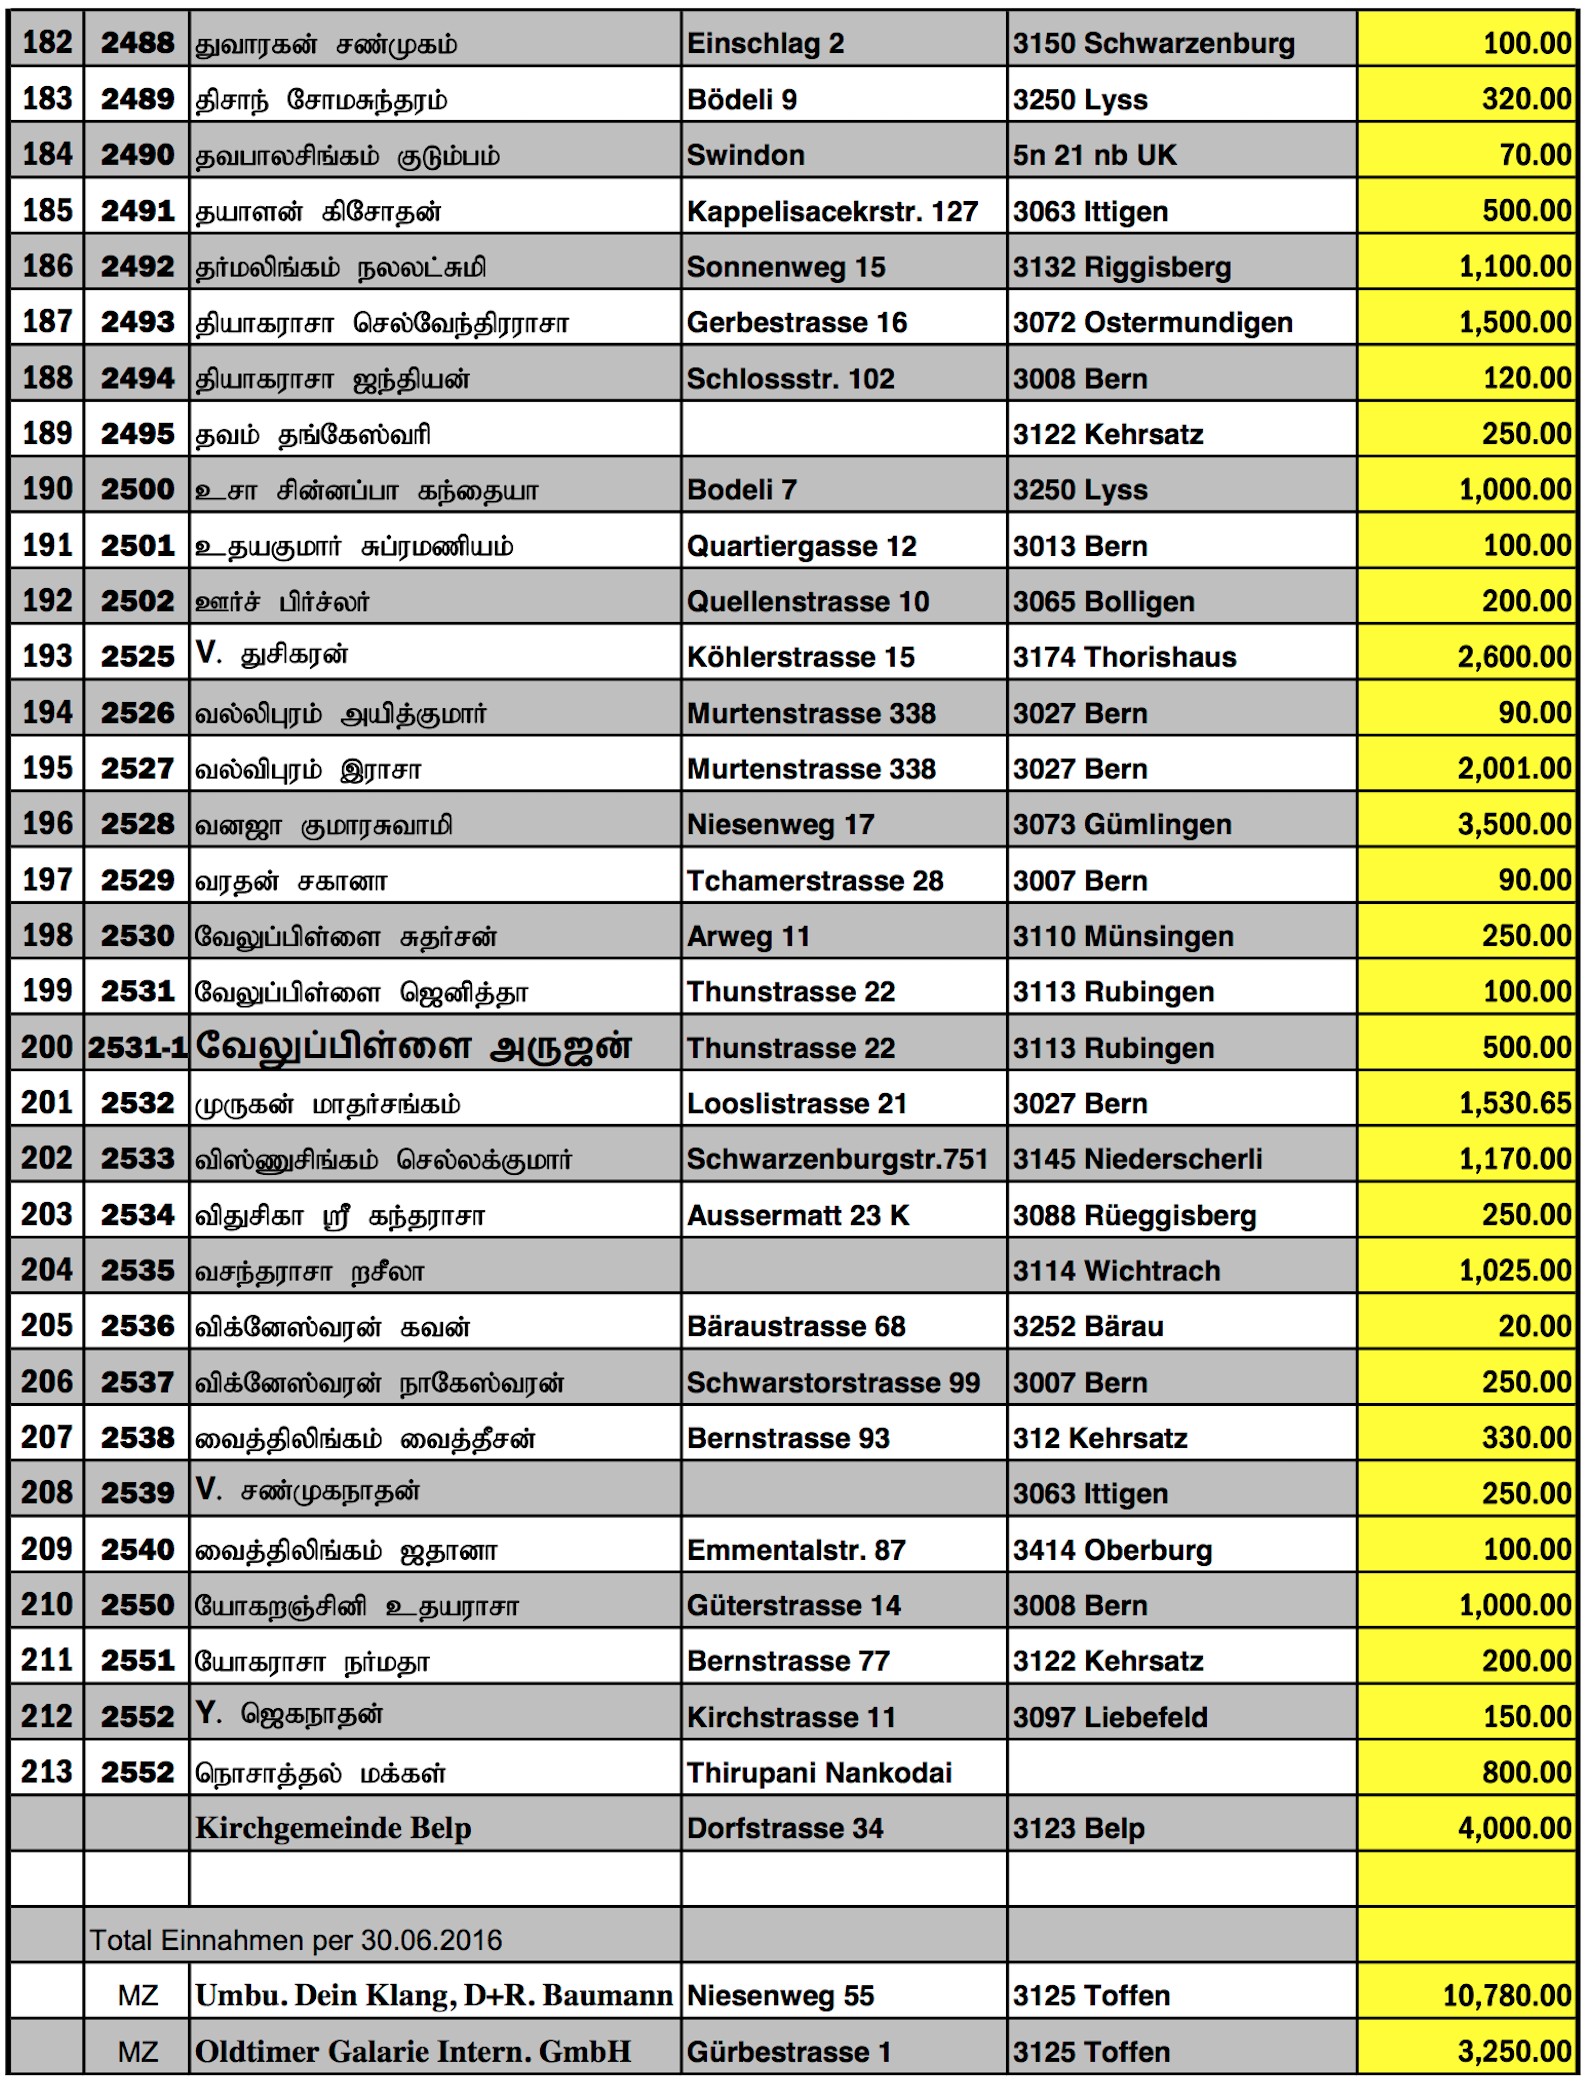 182 2488 துவாரகன் சண்முகம் Einschlag 2 3150 Schwarzenburg 100.00
183 2489 திசாந் சோமசுந்தரம் Bödeli 9 3250 Lyss 320.00
184 2490 தவபாலசிங்கம் குடும்பம் Swindon 5n 21 nb UK 70.00
185 2491 தயாளன் கிசோதன் Kappelisacekrstr. 127 3063 Ittigen 500.00
186 2492 தர்மலிங்கம் நலலட்சுமி Sonnenweg 15 3132 Riggisberg 1,100.00
187 2493 தியாகராசா செல்வேந்திரராசா Gerbestrasse 16 3072 Ostermundigen 1,500.00
188 2494 தியாகராசா ஜந்தியன் Schlossstr. 102 3008 Bern 120.00
189 2495 தவம் தங்கேஸ்வரி 3122 Kehrsatz 250.00
190 2500 உசா சின்னப்பா கந்தையா Bodeli 7 3250 Lyss 1,000.00
191 2501 உதயகுமார் சுப்ரமணியம் Quartiergasse 12 3013 Bern 100.00
192 2502 ஊர்ச் பிர்ச்லர் Quellenstrasse 10 3065 Bolligen 200.00
193 2525 V. துசிகரன் Köhlerstrasse 15 3174 Thorishaus 2,600.00
194 2526 வல்லிபுரம் அயித்குமார் Murtenstrasse 338 3027 Bern 90.00
195 2527 வல்விபுரம் இராசா Murtenstrasse 338 3027 Bern 2,001.00
196 2528 வனஜா குமாரசுவாமி Niesenweg 17 3073 Gümlingen 3,500.00
197 2529 வரதன் சகானா Tchamerstrasse 28 3007 Bern 90.00
198 2530 வேலுப்பிள்ளை சுதர்சன் Arweg 11 3110 Münsingen 250.00
199 2531 வேலுப்பிள்ளை ஜெனித்தா Thunstrasse 22 3113 Rubingen 100.00
200 2531-1 வேலுப்பிள்ளை அருஜன் Thunstrasse 22 3113 Rubingen 500.00
201 2532 முருகன் மாதர்சங்கம் Looslistrasse 21 3027 Bern 1,530.65
202 2533 விஸ்ணுசிங்கம் செல்லக்குமார் Schwarzenburgstr.751 3145 Niederscherli 1,170.00
203 2534 விதுசிகா ஸ்ரீ கந்தராசா Aussermatt 23 K 3088 Rüeggisberg 250.00
204 2535 வசந்தராசா றசீலா 3114 Wichtrach 1,025.00
205 2536 விக்னேஸ்வரன் கவன் Bäraustrasse 68 3252 Bärau 20.00
206 2537 விக்னேஸ்வரன் நாகேஸ்வரன் Schwarstorstrasse 99 3007 Bern 250.00
207 2538 வைத்திலிங்கம் வைத்தீசன் Bernstrasse 93 312 Kehrsatz 330.00
208 2539 V. சண்முகநாதன் 3063 Ittigen 250.00
209 2540 வைத்திலிங்கம் ஜதானா Emmentalstr. 87 3414 Oberburg 100.00
210 2550 யோகறஞ்சினி உதயராசா Güterstrasse 14 3008 Bern 1,000.00
211 2551 யோகராசா நர்மதா Bernstrasse 77 3122 Kehrsatz 200.00
212 2552 Y. ஜெகநாதன் Kirchstrasse 11 3097 Liebefeld 150.00
213 2552 நொசாத்தல் மக்கள் Thirupani Nankodai 800.00
Kirchgemeinde Belp Dorfstrasse 34 3123 Belp 4,000.00
Total Einnahmen per 30.06.2016
MZ Umbu. Dein Klang, D+R. Baumann Niesenweg 55 3125 Toffen 10,780.00
MZ Oldtimer Galarie Intern. GmbH Gürbestrasse 1 3125 Toffen 3,250.00